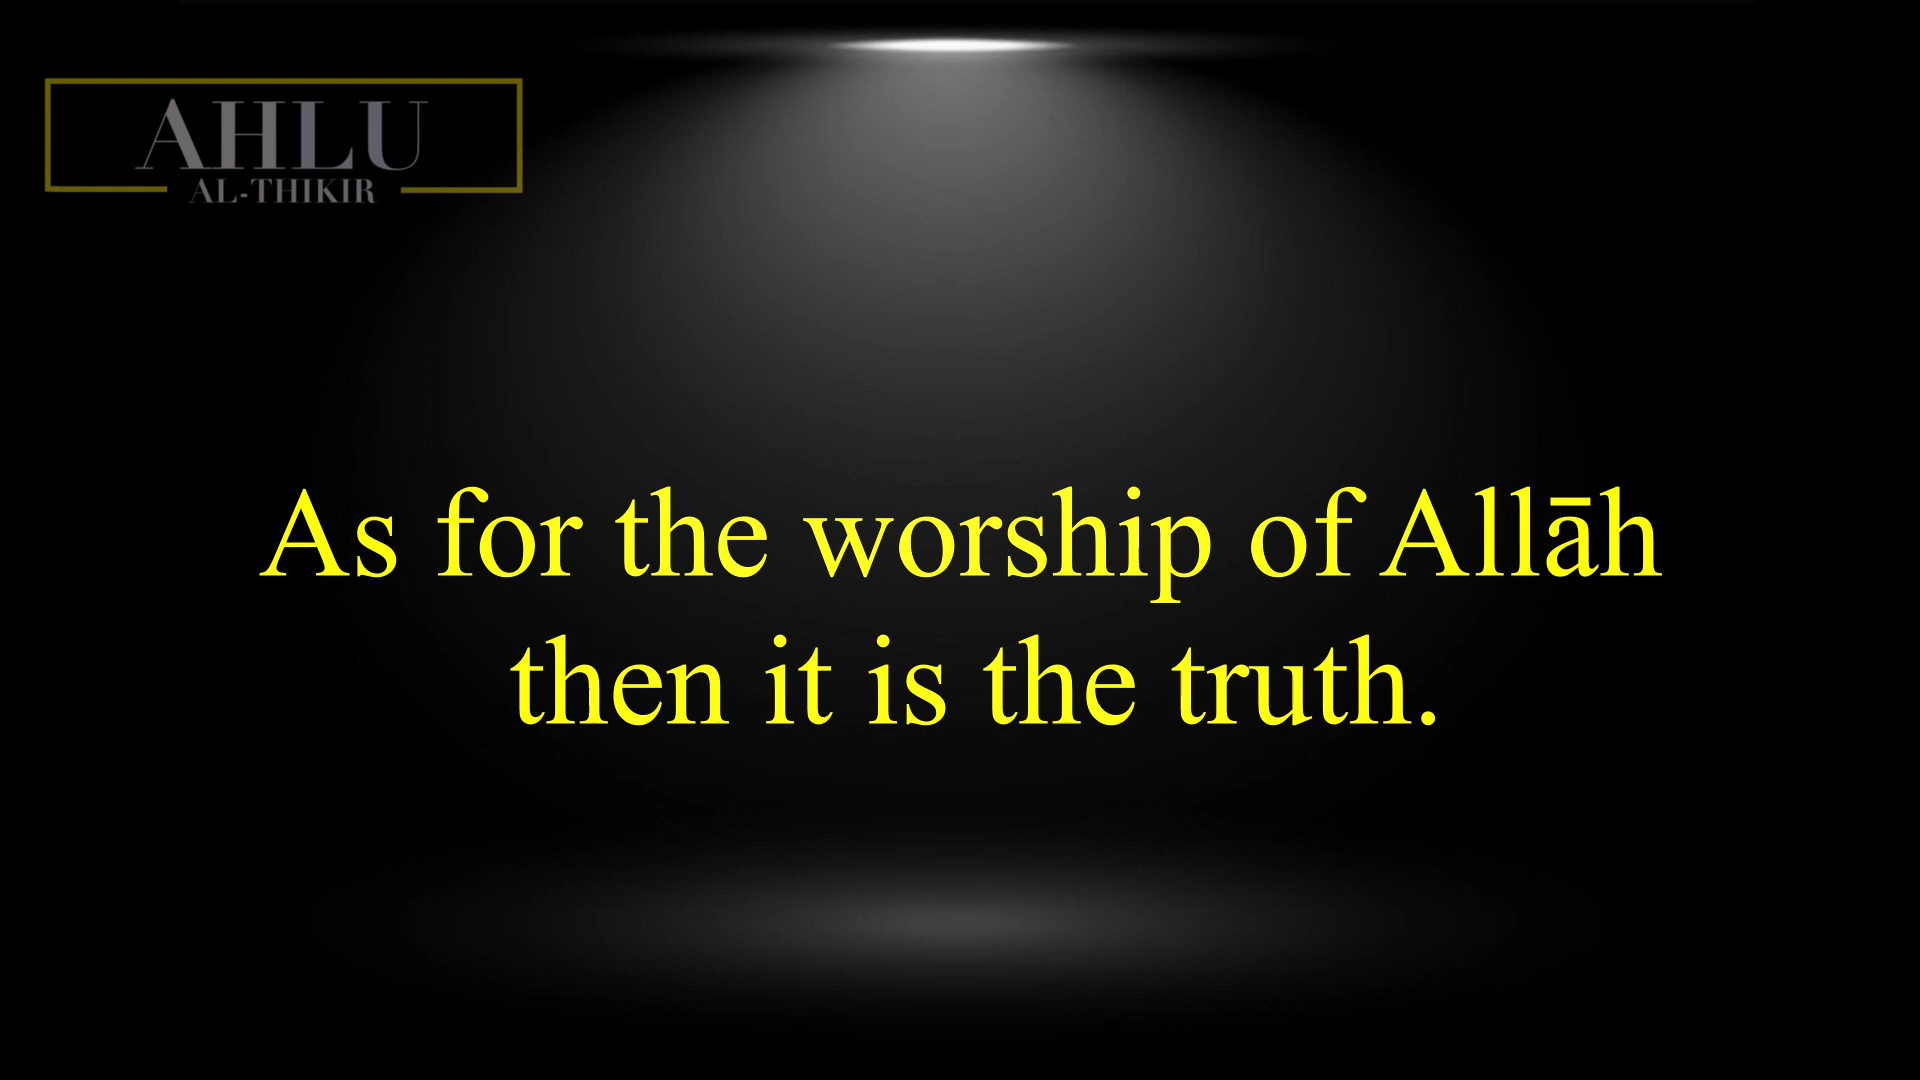 AHLU
AL-THIKIR
As for the worship of Allāh
then it is the truth.